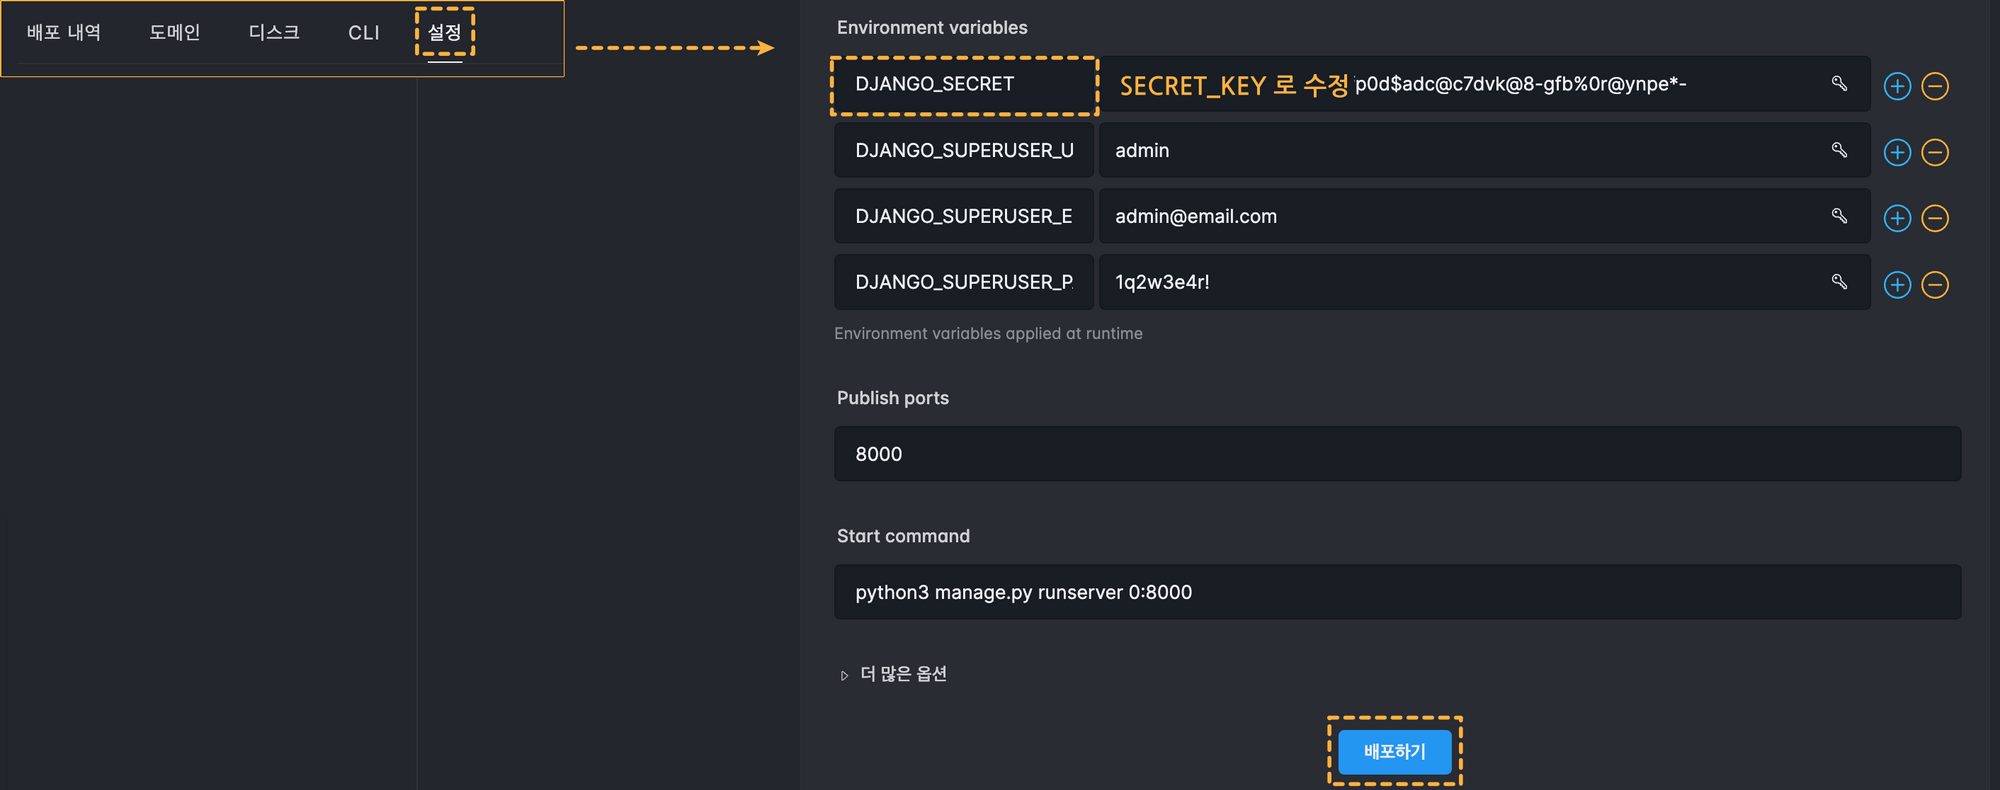 배포 내역 도메인 디스크 CLI 설정
Environment variables
DJANGO_SECRET SECRET_KEY 로 수정 p0d$adc@c7dvk@8-gfb%0r@ynpe*-
DJANGO_SUPERUSER_U admin
DJANGO_SUPERUSER_E admin@email.com
DJANGO_SUPERUSER_P 1q2w3e4r!
Environment variables applied at runtime
Publish ports
8000
Start command
python3 manage.py runserver 0:8000
더 많은 옵션
배포하기